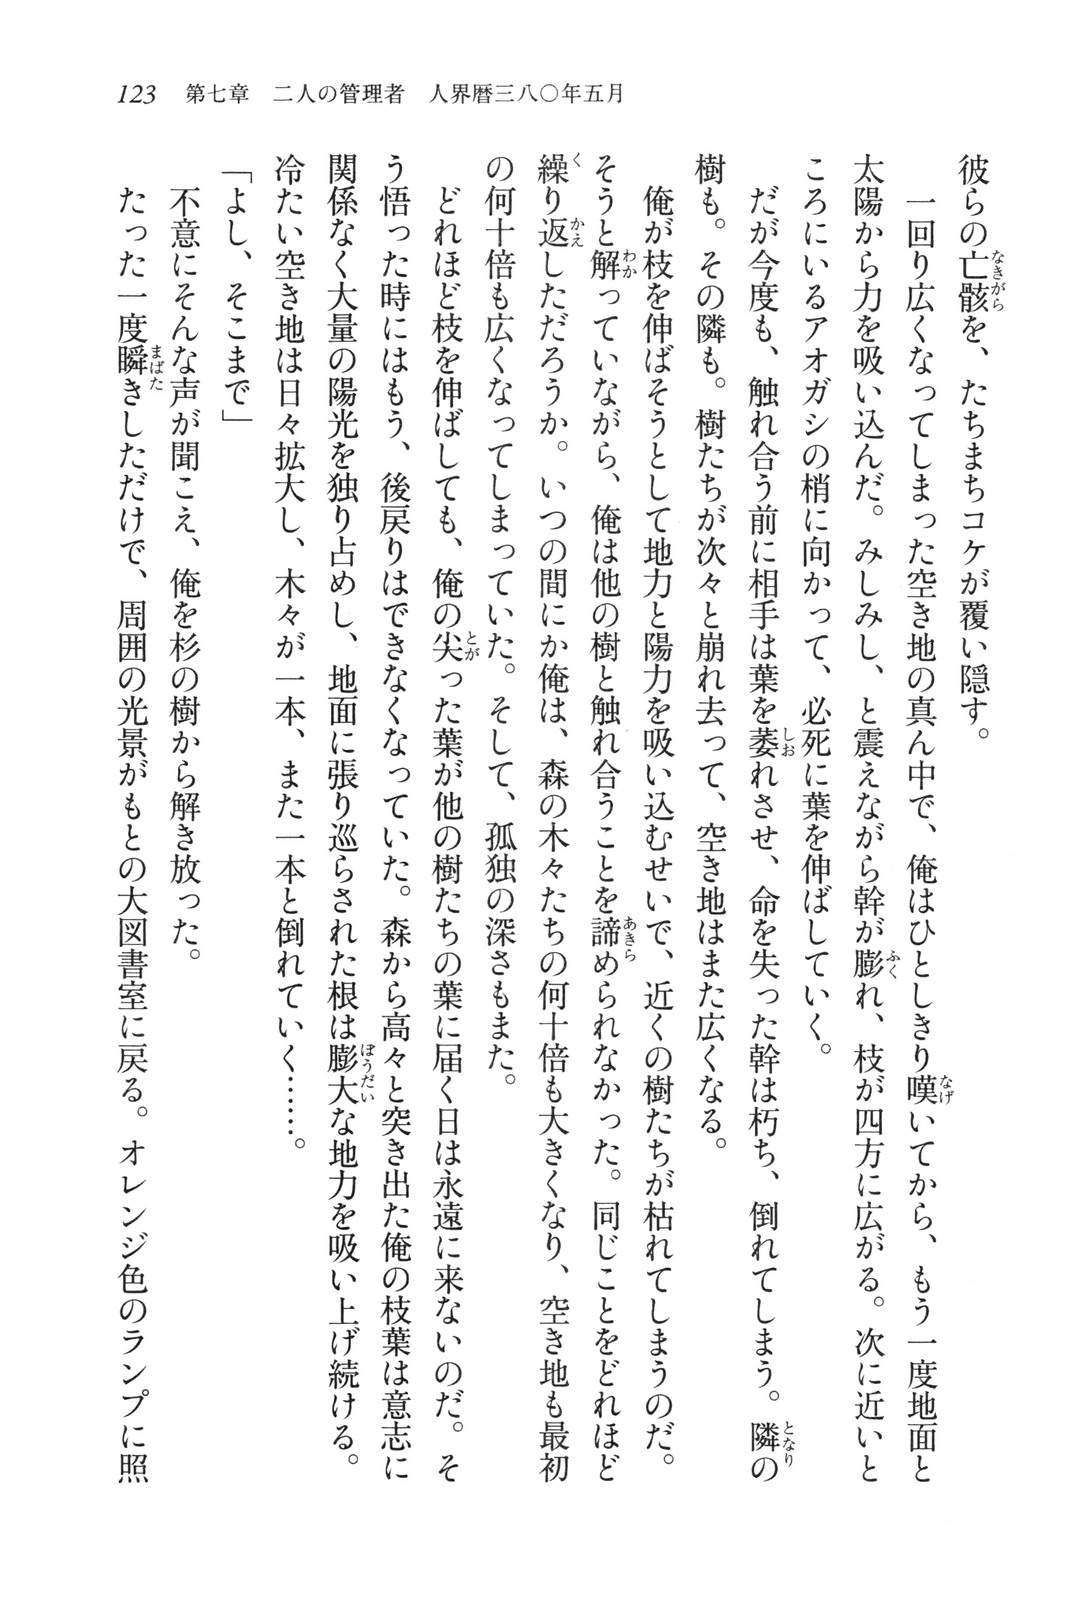 123　第七章　二人の管理者　人界暦三八〇年五月
彼らの亡骸を、たちまちコケが覆い隠す。
　一回り広くなってしまった空き地の真ん中で、俺はひとしきり嘆いてから、もう一度地面と
太陽から力を吸い込んだ。みしみし、と震えながら幹が膨れ、枝が四方に広がる。次に近いと
ころにいるアオガシの梢に向かって、必死に葉を伸ばしていく。
　だが今度も、触れ合う前に相手は葉を萎れさせ、命を失った幹は朽ち、倒れてしまう。隣の
樹も。その隣も。樹たちが次々と崩れ去って、空き地はまた広くなる。
　俺が枝を伸ばそうとして地力と陽力を吸い込むせいで、近くの樹たちが枯れてしまうのだ。
そうと解っていながら、俺は他の樹と触れ合うことを諦められなかった。同じことをどれほど
繰り返しただろうか。いつの間にか俺は、森の木々たちの何十倍も大きくなり、空き地も最初
の何十倍も広くなってしまっていた。そして、孤独の深さもまた。
　どれほど枝を伸ばしても、俺の尖った葉が他の樹たちの葉に届く日は永遠に来ないのだ。そ
う悟った時にはもう、後戻りはできなくなっていた。森から高々と突き出た俺の枝葉は意志に
関係なく大量の陽光を独り占めし、地面に張り巡らされた根は膨大な地力を吸い上げ続ける。
冷たい空き地は日々拡大し、木々が一本、また一本と倒れていく……。
「よし、そこまで」
　不意にそんな声が聞こえ、俺を杉の樹から解き放った。
　たった一度瞬きしただけで、周囲の光景がもとの大図書室に戻る。オレンジ色のランプに照